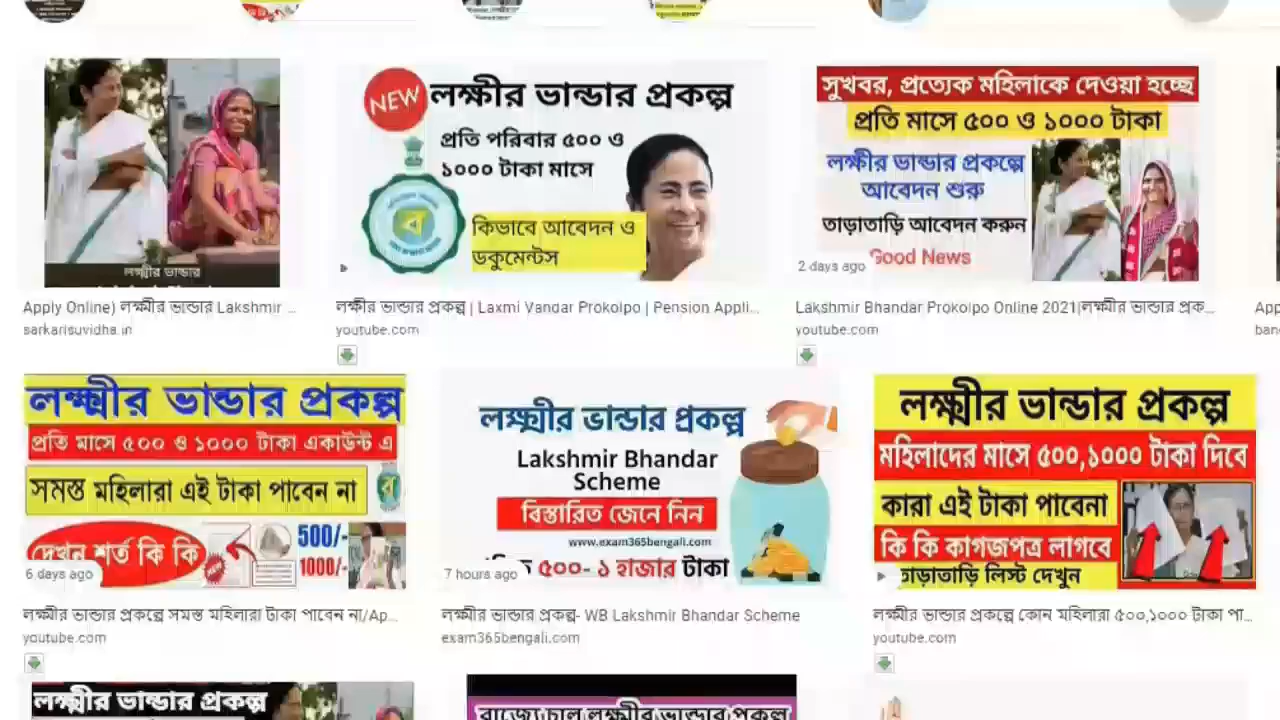 লক্ষ্মীর ভান্ডার
Apply Online) লক্ষ্মীর ভান্ডার Lakshmir ...
sarkarisuvidha.in
NEW
লক্ষীর ভান্ডার প্রকল্প
প্রতি পরিবার ৫০০ ও
১০০০ টাকা মাসে
কিভাবে আবেদন ও
ডকুমেন্টস
লক্ষীর ভান্ডার প্রকল্প | Laxmi Vandar Prokolpo | Pension Appli...
youtube.com
সুখবর, প্রত্যেক মহিলাকে দেওয়া হচ্ছে
প্রতি মাসে ৫০০ ও ১০০০ টাকা
লক্ষীর ভান্ডার প্রকল্পে
আবেদন শুরু
তাড়াতাড়ি আবেদন করুন
Good News
2 days ago
Lakshmir Bhandar Prokolpo Online 2021|লক্ষ্মীর ভান্ডার প্রক...
youtube.com
লক্ষ্মীর ভান্ডার প্রকল্প
প্রতি মাসে ৫০০ ও ১০০০ টাকা একাউন্ট এ
সমস্ত মহিলারা এই টাকা পাবেন না
দেখুন শর্ত কি কি
NEW
500/-
1000/-
6 days ago
লক্ষ্মীর ভান্ডার প্রকল্পে সমস্ত মহিলারা টাকা পাবেন না/Ap...
youtube.com
লক্ষ্মীর ভান্ডার প্রকল্প
Lakshmir Bhandar
Scheme
বিস্তারিত জেনে নিন
www.exam365bengali.com
৫০০- ১ হাজার টাকা
7 hours ago
লক্ষ্মীর ভান্ডার প্রকল্প- WB Lakshmir Bhandar Scheme
exam365bengali.com
লক্ষ্মীর ভান্ডার প্রকল্প
মহিলাদের মাসে ৫০০,১০০০ টাকা দিবে
কারা এই টাকা পাবেনা
কি কি কাগজপত্র লাগবে
তাড়াতাড়ি লিস্ট দেখুন
লক্ষ্মীর ভান্ডার প্রকল্পে কোন মহিলারা ৫০০,১০০০ টাকা পা...
youtube.com
লক্ষ্মীর ভান্ডার প্রকল্প
রাজ্যে চালু লক্ষ্মীর ভান্ডার প্রকল্প